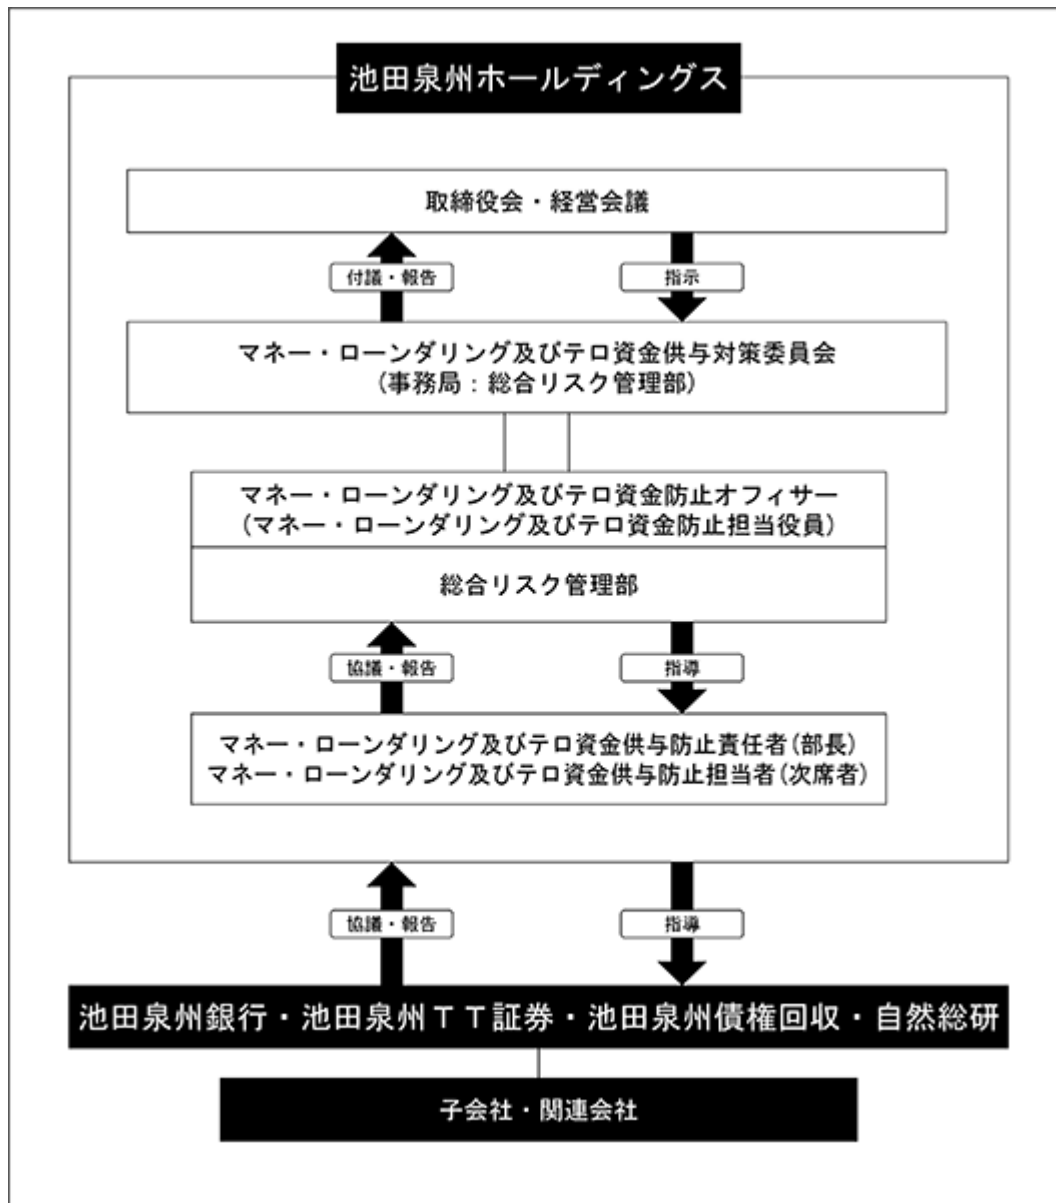 池田泉州ホールディングス
取締役会・経営会議
付議・報告
指示
マネー・ローンダリング及びテロ資金供与対策委員会
(事務局：総合リスク管理部)
マネー・ローンダリング及びテロ資金防止オフィサー
(マネー・ローンダリング及びテロ資金防止担当役員)
総合リスク管理部
協議・報告
指導
マネー・ローンダリング及びテロ資金供与防止責任者(部長)
マネー・ローンダリング及びテロ資金供与防止担当者(次席者)
協議・報告
指導
池田泉州銀行・池田泉州ＴＴ証券・池田泉州債権回収・自然総研
子会社・関連会社